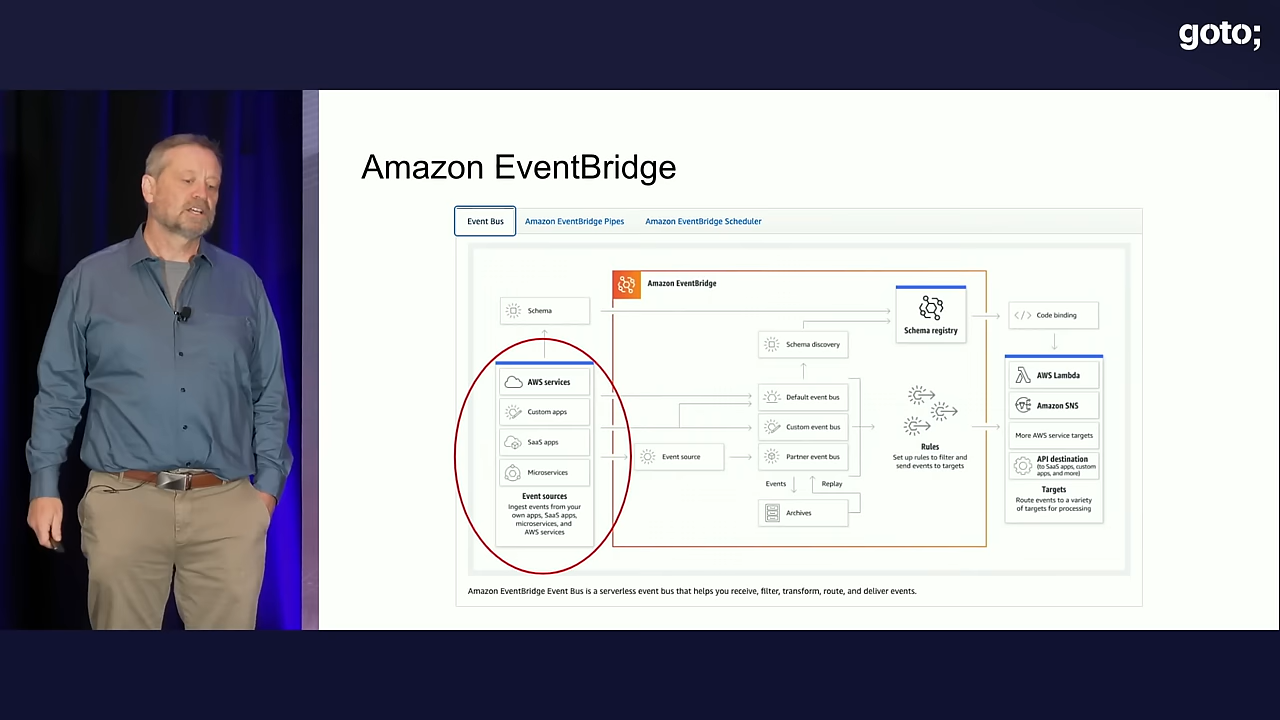 goto;
Amazon EventBridge
Event Bus
Amazon EventBridge Pipes
Amazon EventBridge Scheduler
Amazon EventBridge
Schema
Schema registry
Code binding
Schema discovery
AWS services
Custom apps
SaaS apps
Microservices
Event sources
Ingest events from your
own apps, SaaS apps,
microservices, and
AWS services
Event source
Default event bus
Custom event bus
Partner event bus
Events
Replay
Archives
Rules
Set up rules to filter and
send events to targets
AWS Lambda
Amazon SNS
More AWS service targets
API destination
(to SaaS apps, custom
apps, and more)
Targets
Route events to a variety
of targets for processing
Amazon EventBridge Event Bus is a serverless event bus that helps you receive, filter, transform, route, and deliver events.